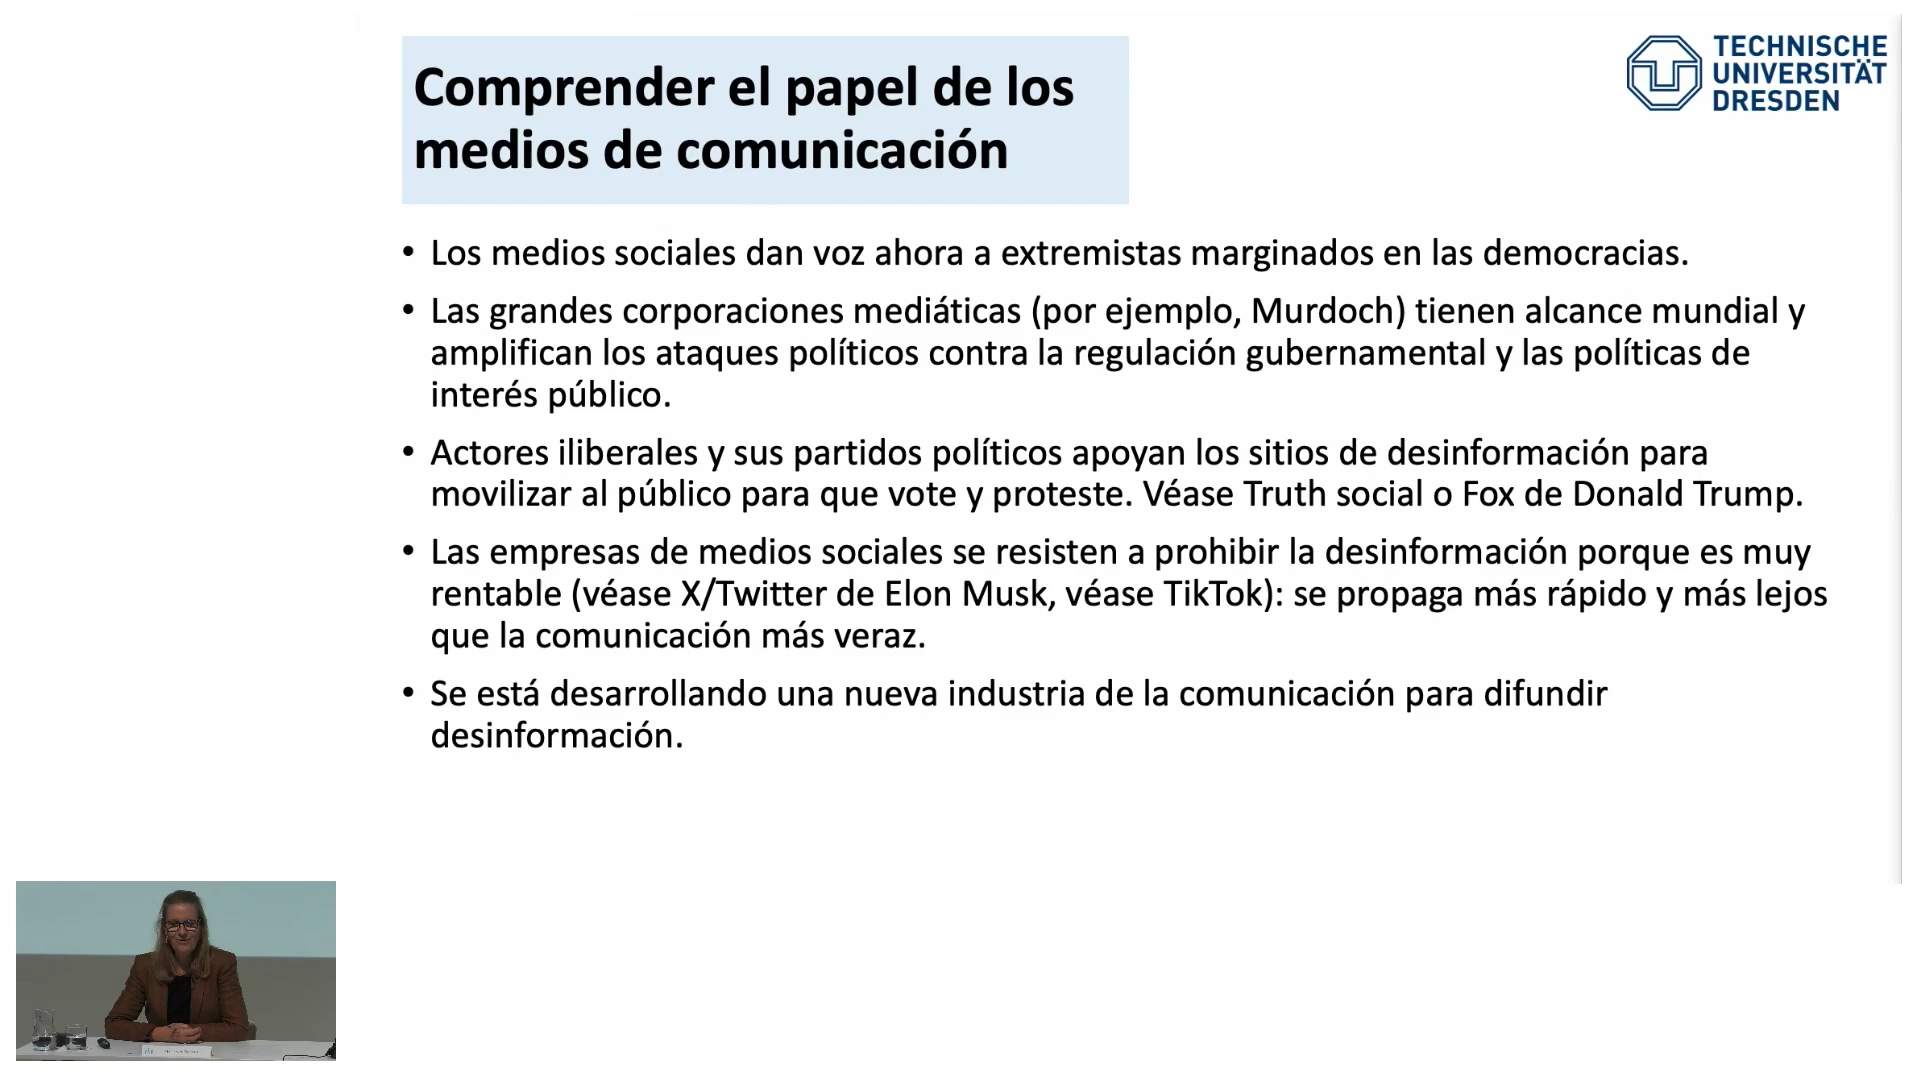 Comprender el papel de los
medios de comunicación
TECHNISCHE
UNIVERSITÄT
DRESDEN
• Los medios sociales dan voz ahora a extremistas marginados en las democracias.
• Las grandes corporaciones mediáticas (por ejemplo, Murdoch) tienen alcance mundial y
amplifican los ataques políticos contra la regulación gubernamental y las políticas de
interés público.
• Actores iliberales y sus partidos políticos apoyan los sitios de desinformación para
movilizar al público para que vote y proteste. Véase Truth social o Fox de Donald Trump.
• Las empresas de medios sociales se resisten a prohibir la desinformación porque es muy
rentable (véase X/Twitter de Elon Musk, véase TikTok): se propaga más rápido y más lejos
que la comunicación más veraz.
• Se está desarrollando una nueva industria de la comunicación para difundir
desinformación.